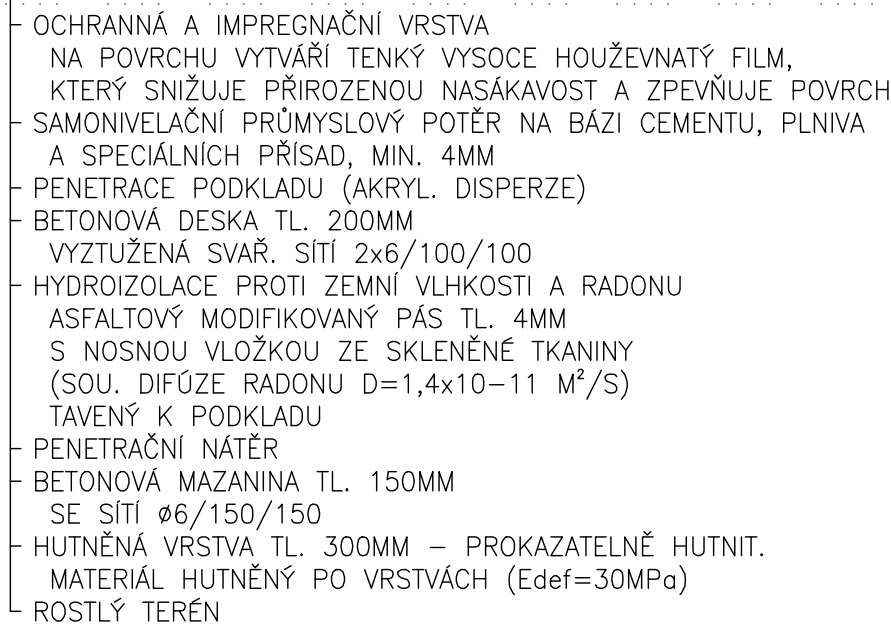 OCHRANNÁ A IMPREGNAČNÍ VRSTVA
NA POVRCHU VYTVÁŘÍ TENKÝ VYSOCE HOUŽEVNATÝ FILM,
KTERÝ SNIŽUJE PŘIROZENOU NASÁKAVOST A ZPEVŇUJE POVRCH
SAMONIVELAČNÍ PRŮMYSLOVÝ POTĚR NA BÁZI CEMENTU, PLNIVA
A SPECIÁLNÍCH PŘÍSAD, MIN. 4MM
PENETRACE PODKLADU (AKRYL. DISPERZE)
BETONOVÁ DESKA TL. 200MM
VYZTUŽENÁ SVAŘ. SÍTÍ 2x6/100/100
HYDROIZOLACE PROTI ZEMNÍ VLHKOSTI A RADONU
ASFALTOVÝ MODIFIKOVANÝ PÁS TL. 4MM
S NOSNOU VLOŽKOU ZE SKLENĚNÉ TKANINY
(SOU. DIFÚZE RADONU D=1,4x10−11 M²/S)
TAVENÝ K PODKLADU
PENETRAČNÍ NÁTĚR
BETONOVÁ MAZANINA TL. 150MM
SE SÍTÍ ø6/150/150
HUTNĚNÁ VRSTVA TL. 300MM − PROKAZATELNĚ HUTNIT.
MATERIÁL HUTNĚNÝ PO VRSTVÁCH (Edef=30MPa)
ROSTLÝ TERÉN